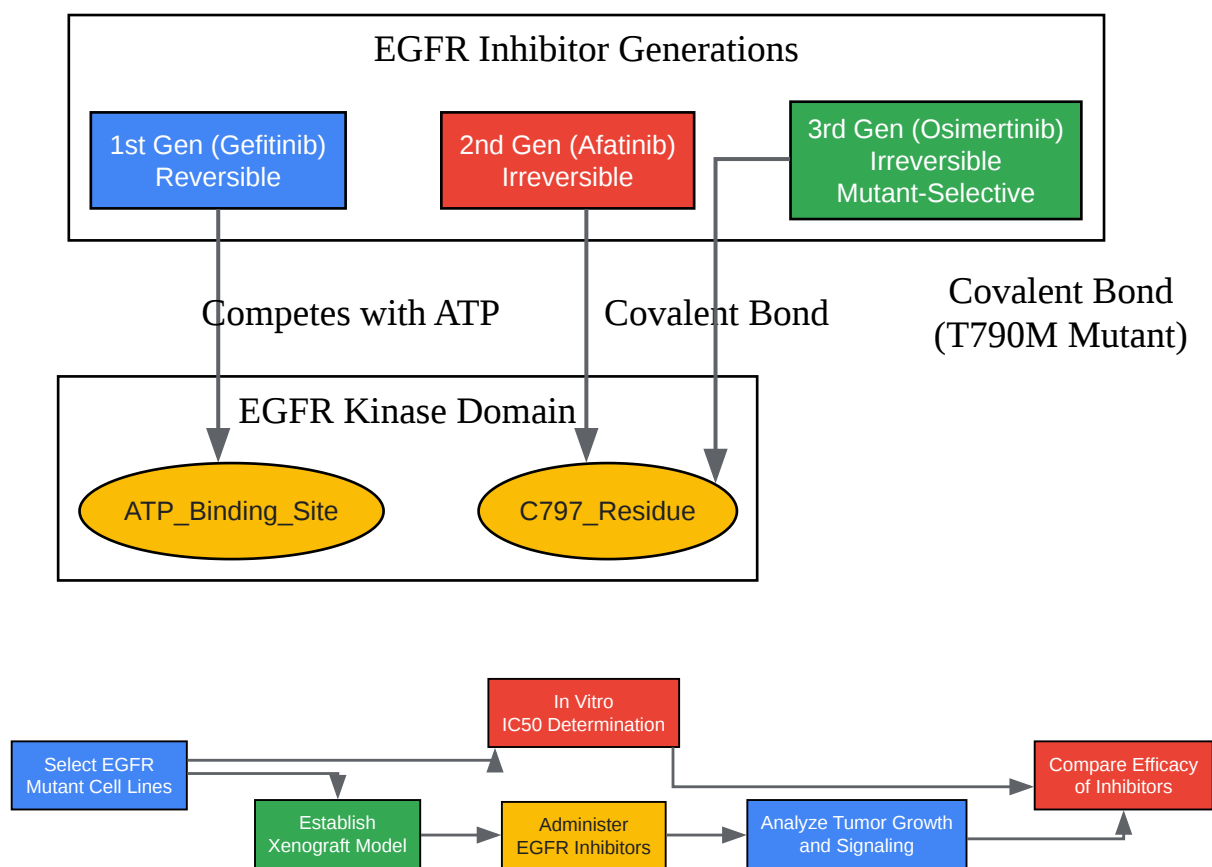 EGFR Inhibitor Generations
1st Gen (Gefitinib)
Reversible
2nd Gen (Afatinib)
Irreversible
3rd Gen (Osimertinib)
Irreversible
Mutant-Selective
Competes with ATP
Covalent Bond
Covalent Bond
(T790M Mutant)
EGFR Kinase Domain
ATP_Binding_Site
C797_Residue
In Vitro
IC50 Determination
Select EGFR
Mutant Cell Lines
Compare Efficacy
of Inhibitors
Establish
Xenograft Model
Administer
EGFR Inhibitors
Analyze Tumor Growth
and Signaling